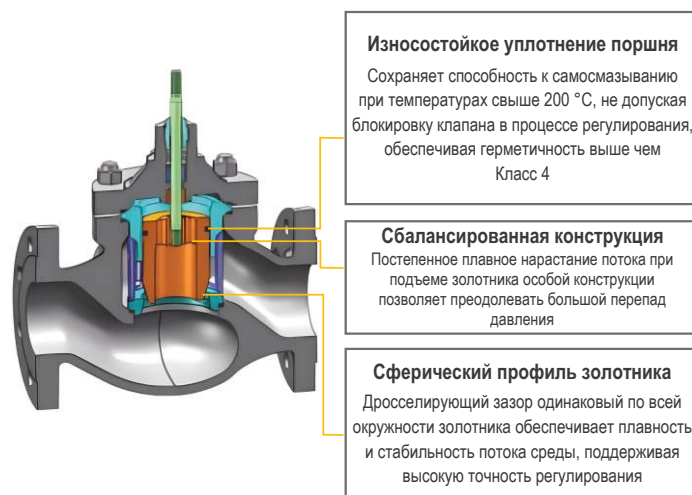 Износостойкое уплотнение поршня
Сохраняет способность к самосмазыванию
при температурах свыше 200 °C, не допуская
блокировку клапана в процессе регулирования,
обеспечивая герметичность выше чем
Класс 4
Сбалансированная конструкция
Постепенное плавное нарастание потока при
подъеме золотника особой конструкции
позволяет преодолевать большой перепад
давления
Сферический профиль золотника
Дросселирующий зазор одинаковый по всей
окружности золотника обеспечивает плавность
и стабильность потока среды, поддерживая
высокую точность регулирования